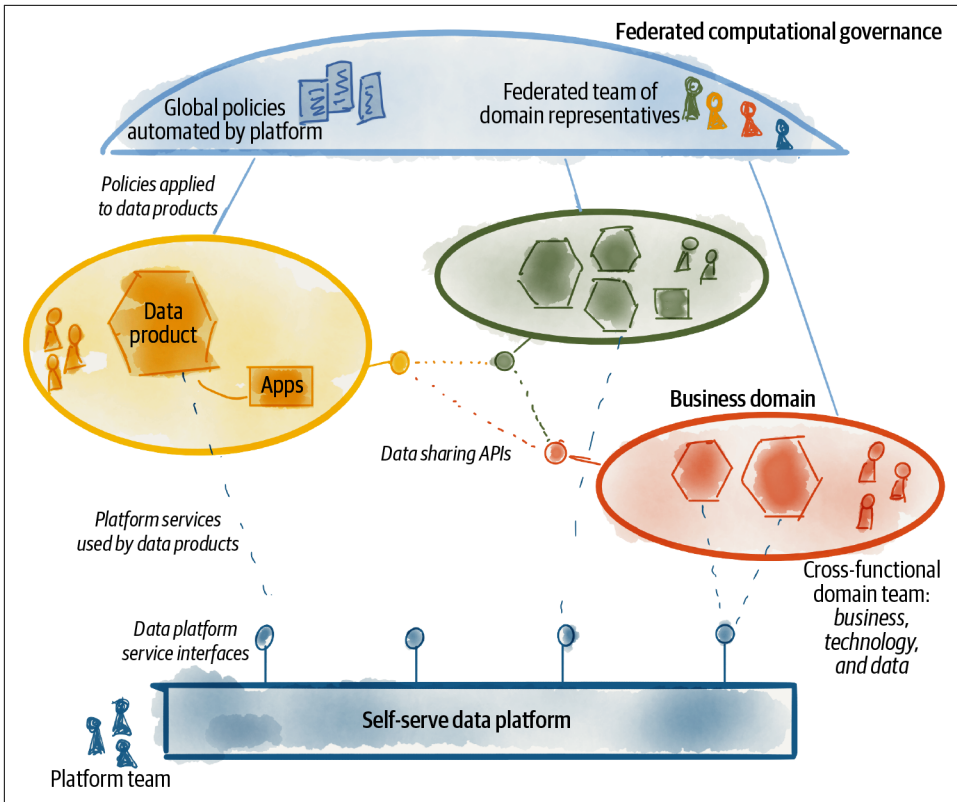 Federated computational governance
Global policies
automated by platform
Federated team of
domain representatives
Policies applied
to data products
Data
product
Apps
Business domain
Data sharing APIs
Platform services
used by data products
Cross-functional
domain team:
business,
technology,
and data
Data platform
service interfaces
Self-serve data platform
Platform team